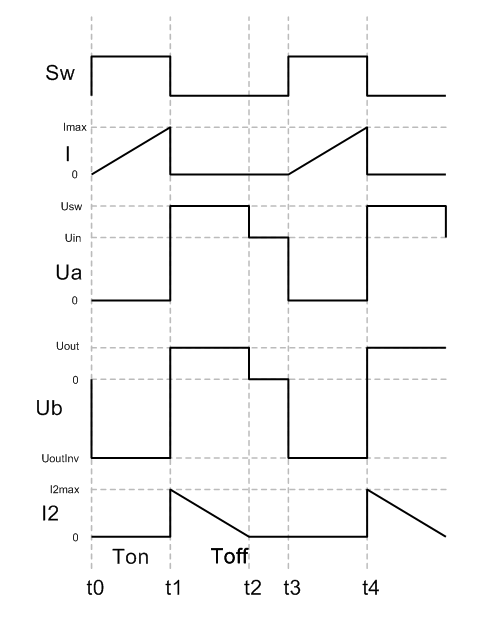 Sw
Imax
I
0
Usw
Uin
Ua
0
Uout
0
Ub
UoutInv
I2max
I2
0
Ton Toff
t0 t1 t2 t3 t4